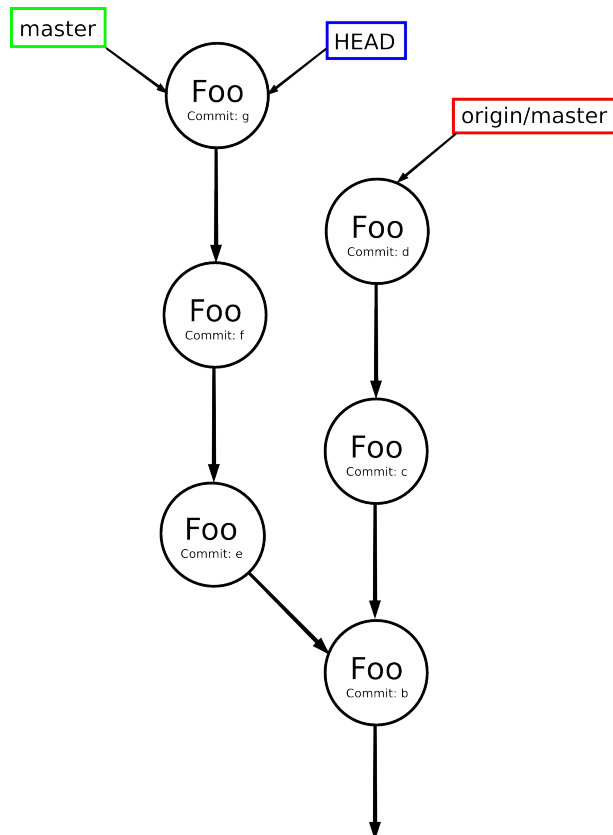 master
HEAD
Foo
Commit: g
origin/master
Foo
Commit: d
Foo
Commit: f
Foo
Commit: c
Foo
Commit: e
Foo
Commit: b